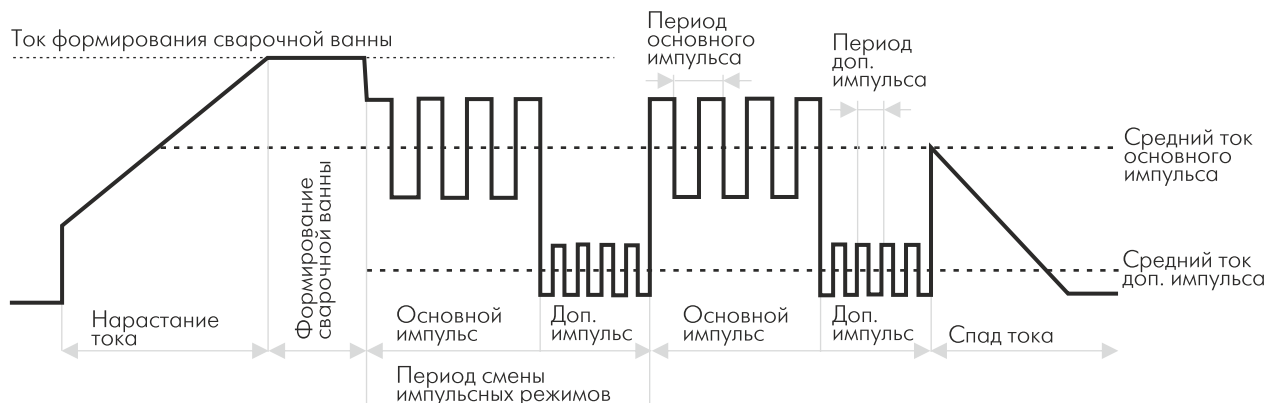 Ток формирования сварочной ванны
Период
основного
импульса
Период
доп.
импульса
Средний ток
основного
импульса
Средний ток
доп. импульса
Нарастание
тока
Формирование
сварочной ванны
Основной
импульс
Доп.
импульс
Основной
импульс
Доп.
импульс
Спад тока
Период смены
импульсных режимов